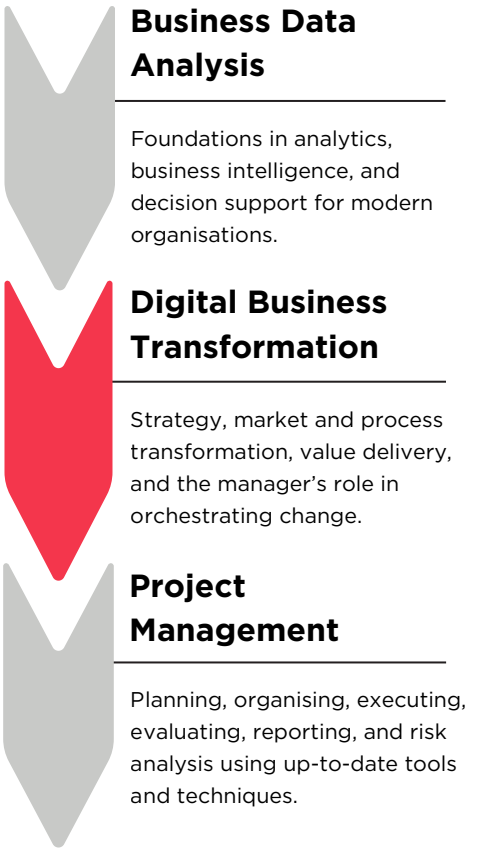 Business Data
Analysis
Foundations in analytics,
business intelligence, and
decision support for modern
organisations.
Digital Business
Transformation
Strategy, market and process
transformation, value delivery,
and the manager’s role in
orchestrating change.
Project
Management
Planning, organising, executing,
evaluating, reporting, and risk
analysis using up-to-date tools
and techniques.